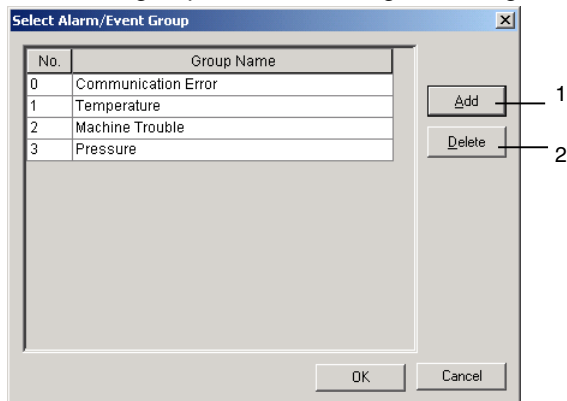 Select Alarm/Event Group
No. Group Name
0 Communication Error
1 Temperature
2 Machine Trouble
3 Pressure
Add 1
Delete 2
OK Cancel